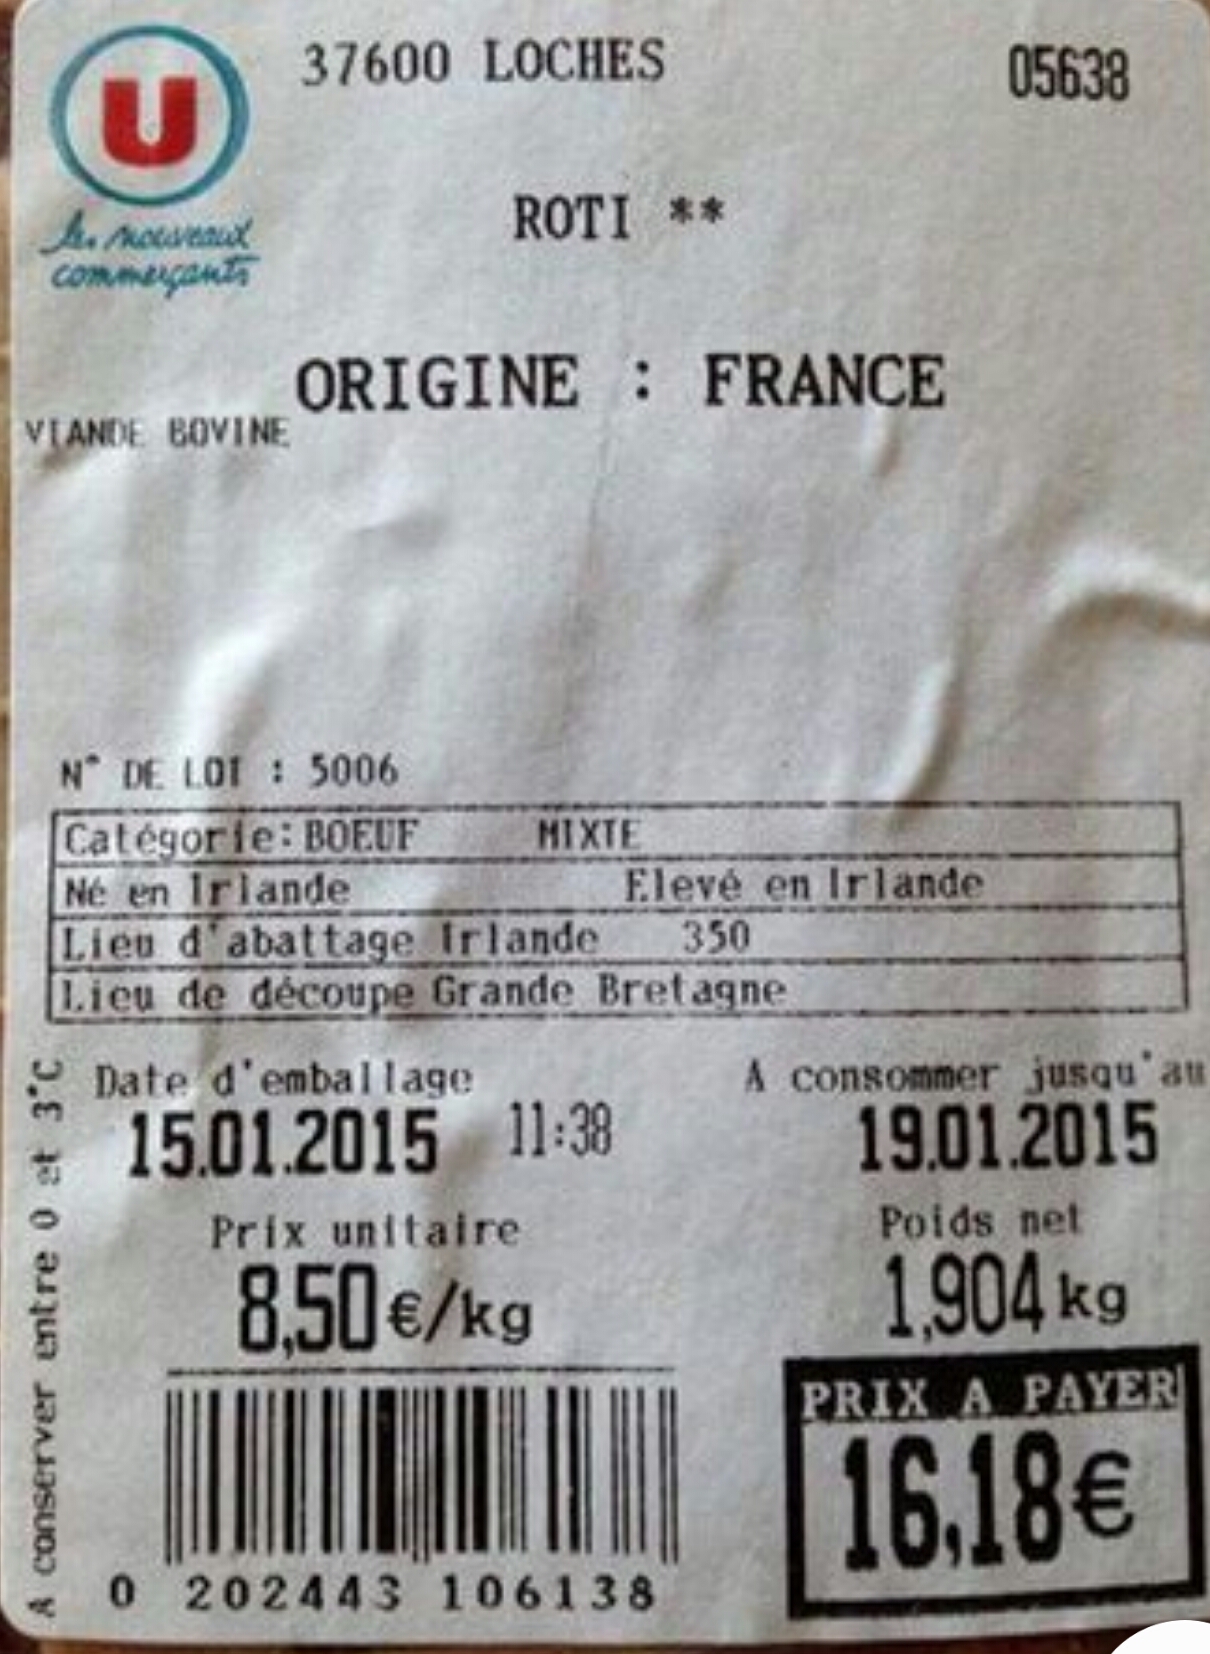 U
les nouveaux
commerçants
37600 LOCHES
05638
ROTI **
ORIGINE : FRANCE
VIANDE BOVINE
N° DE LOT : 5006
Catégorie: BOEUF MIXTE
Né en Irlande Elevé en Irlande
Lieu d'abattage Irlande 350
Lieu de découpe Grande Bretagne
A conserver entre 0 et 3°C
Date d'emballage
15.01.2015 11:38
A consommer jusqu'au
19.01.2015
Prix unitaire
8,50 €/kg
Poids net
1,904 kg
PRIX A PAYER
16,18 €
0 202443 106138